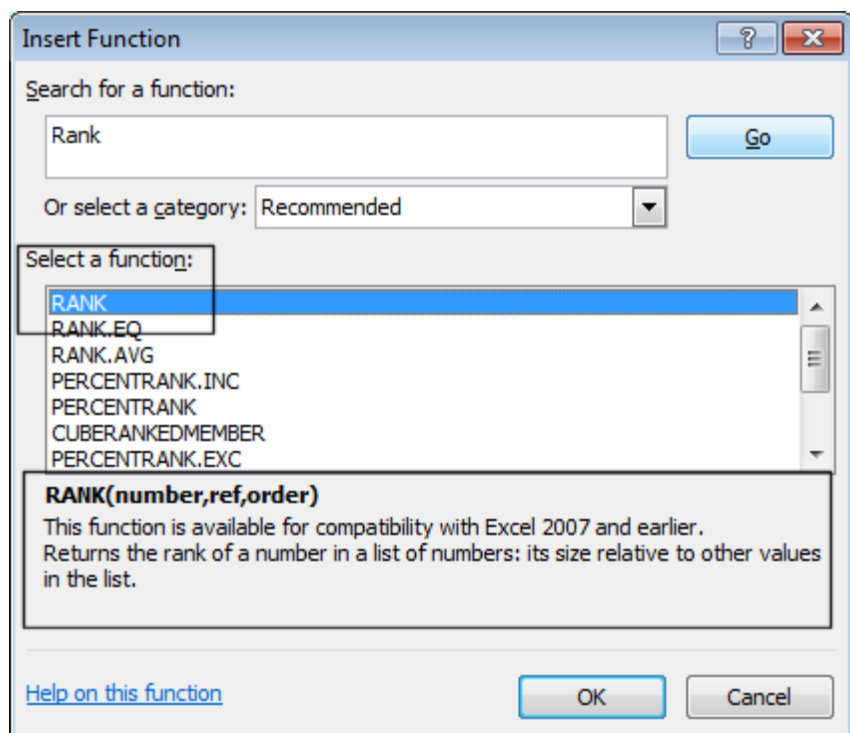 Insert Function
Search for a function:
Rank
Go
Or select a category: Recommended
Select a function:
RANK
RANK.EQ
RANK.AVG
PERCENTRANK.INC
PERCENTRANK
CUBERANKEDMEMBER
PERCENTRANK.EXC
RANK(number,ref,order)
This function is available for compatibility with Excel 2007 and earlier.
Returns the rank of a number in a list of numbers: its size relative to other values
in the list.
Help on this function
OK
Cancel